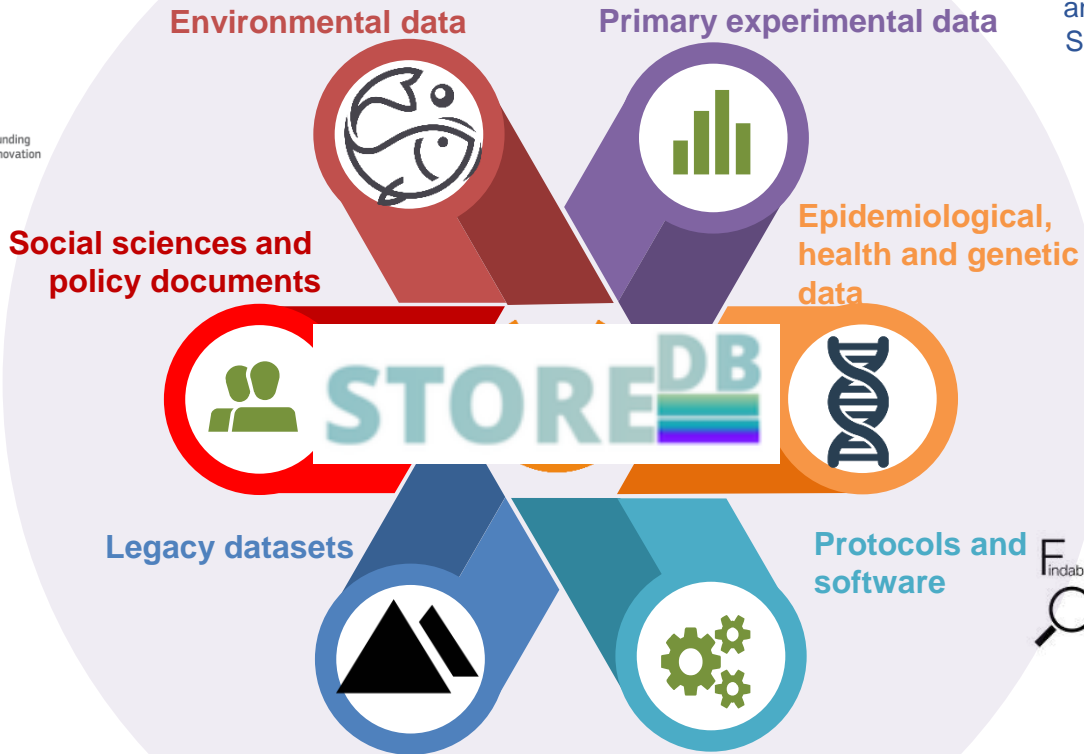 Environmental data
Primary experimental data
Social sciences and
policy documents
Epidemiological,
health and genetic
data
STORE DB
Legacy datasets
Protocols and
software